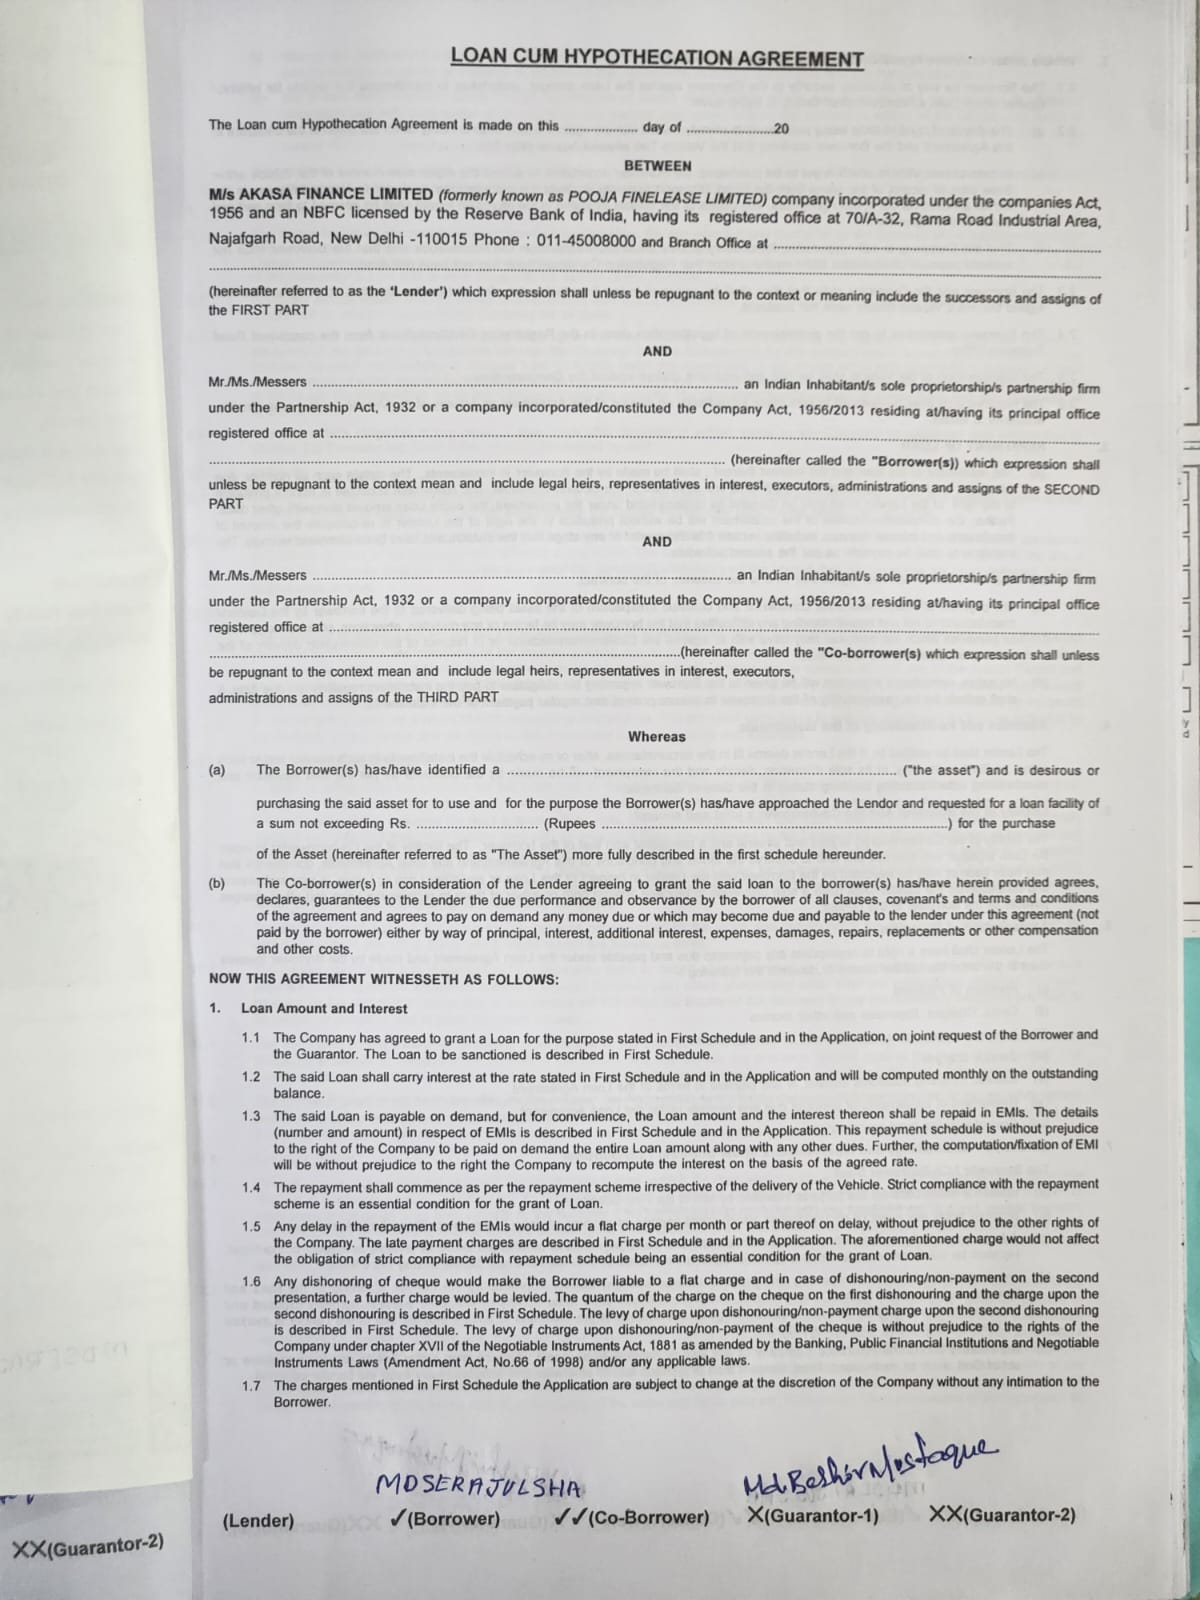 LOAN CUM HYPOTHECATION AGREEMENT
The Loan cum Hypothecation Agreement is made on this .................. day of ......................20
BETWEEN
M/s AKASA FINANCE LIMITED (formerly known as POOJA FINELEASE LIMITED) company incorporated under the companies Act,
1956 and an NBFC licensed by the Reserve Bank of India, having its registered office at 70/A-32, Rama Road Industrial Area,
Najafgarh Road, New Delhi -110015 Phone : 011-45008000 and Branch Office at ..................
..................
(hereinafter referred to as the 'Lender') which expression shall unless be repugnant to the context or meaning include the successors and assigns of
the FIRST PART
AND
Mr./Ms./Messers .................. an Indian Inhabitant/s sole proprietorship/s partnership firm
under the Partnership Act, 1932 or a company incorporated/constituted the Company Act, 1956/2013 residing at/having its principal office
registered office at ..................
.................. (hereinafter called the "Borrower(s)) which expression shall
unless be repugnant to the context mean and include legal heirs, representatives in interest, executors, administrations and assigns of the SECOND
PART
AND
Mr./Ms./Messers .................. an Indian Inhabitant/s sole proprietorship/s partnership firm
under the Partnership Act, 1932 or a company incorporated/constituted the Company Act, 1956/2013 residing at/having its principal office
registered office at ..................
..................(hereinafter called the "Co-borrower(s) which expression shall unless
be repugnant to the context mean and include legal heirs, representatives in interest, executors,
administrations and assigns of the THIRD PART
Whereas
(a) The Borrower(s) has/have identified a .................. ("the asset") and is desirous or
purchasing the said asset for to use and for the purpose the Borrower(s) has/have approached the Lendor and requested for a loan facility of
a sum not exceeding Rs. .................. (Rupees ..................) for the purchase
of the Asset (hereinafter referred to as "The Asset") more fully described in the first schedule hereunder.
(b) The Co-borrower(s) in consideration of the Lender agreeing to grant the said loan to the borrower(s) has/have herein provided agrees,
declares, guarantees to the Lender the due performance and observance by the borrower of all clauses, covenant's and terms and conditions
of the agreement and agrees to pay on demand any money due or which may become due and payable to the lender under this agreement (not
paid by the borrower) either by way of principal, interest, additional interest, expenses, damages, repairs, replacements or other compensation
and other costs.
NOW THIS AGREEMENT WITNESSETH AS FOLLOWS:
1. Loan Amount and Interest
1.1 The Company has agreed to grant a Loan for the purpose stated in First Schedule and in the Application, on joint request of the Borrower and
the Guarantor. The Loan to be sanctioned is described in First Schedule.
1.2 The said Loan shall carry interest at the rate stated in First Schedule and in the Application and will be computed monthly on the outstanding
balance.
1.3 The said Loan is payable on demand, but for convenience, the Loan amount and the interest thereon shall be repaid in EMIs. The details
(number and amount) in respect of EMIs is described in First Schedule and in the Application. This repayment schedule is without prejudice
to the right of the Company to be paid on demand the entire Loan amount along with any other dues. Further, the computation/fixation of EMI
will be without prejudice to the right the Company to recompute the interest on the basis of the agreed rate.
1.4 The repayment shall commence as per the repayment scheme irrespective of the delivery of the Vehicle. Strict compliance with the repayment
scheme is an essential condition for the grant of Loan.
1.5 Any delay in the repayment of the EMIs would incur a flat charge per month or part thereof on delay, without prejudice to the other rights of
the Company. The late payment charges are described in First Schedule and in the Application. The aforementioned charge would not affect
the obligation of strict compliance with repayment schedule being an essential condition for the grant of Loan.
1.6 Any dishonoring of cheque would make the Borrower liable to a flat charge and in case of dishonouring/non-payment on the second
presentation, a further charge would be levied. The quantum of the charge on the cheque on the first dishonouring and the charge upon the
second dishonouring is described in First Schedule. The levy of charge upon dishonouring/non-payment charge upon the second dishonouring
is described in First Schedule. The levy of charge upon dishonouring/non-payment of the cheque is without prejudice to the rights of the
Company under chapter XVII of the Negotiable Instruments Act, 1881 as amended by the Banking, Public Financial Institutions and Negotiable
Instruments Laws (Amendment Act, No.66 of 1998) and/or any applicable laws.
1.7 The charges mentioned in First Schedule the Application are subject to change at the discretion of the Company without any intimation to the
Borrower.
MDSERAJULSHA Md Beshir Mostaque
(Lender) ✓(Borrower) ✓✓(Co-Borrower) X(Guarantor-1) XX(Guarantor-2)
XX(Guarantor-2)